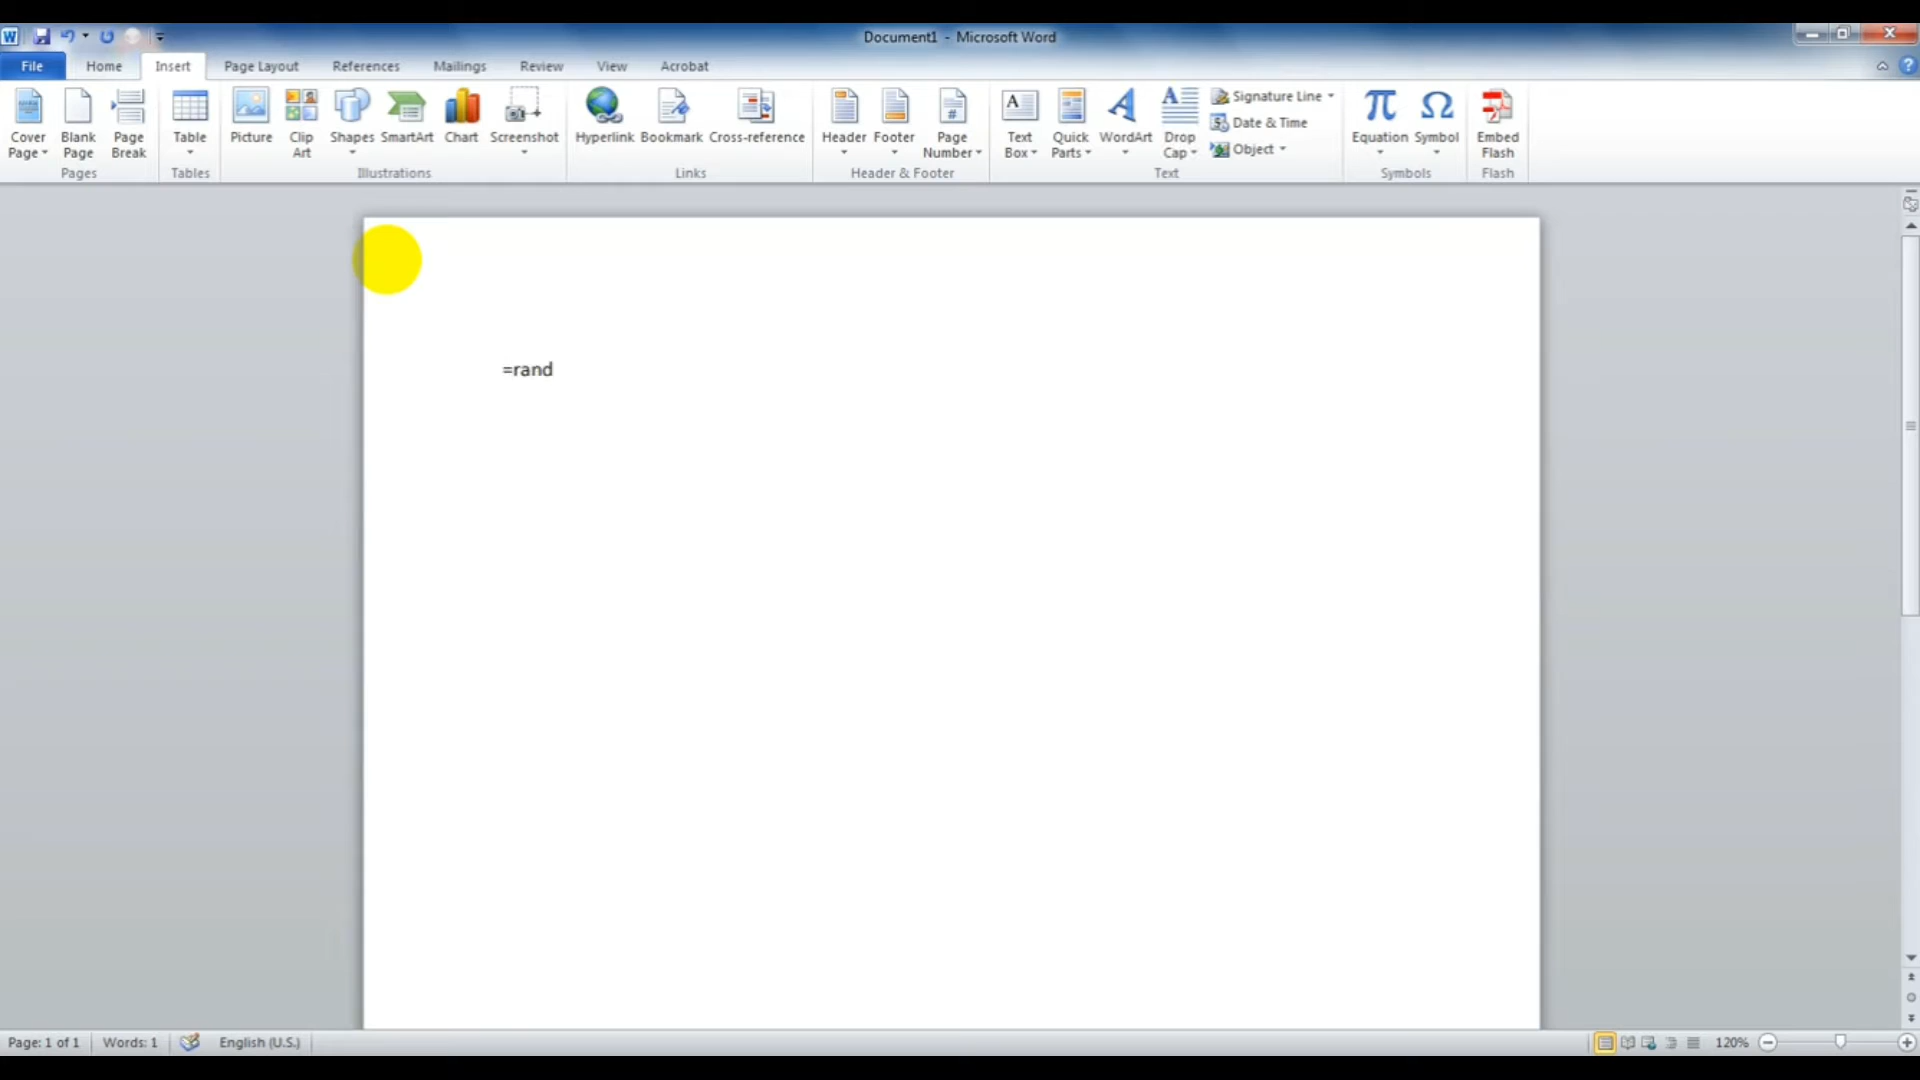 Document1 - Microsoft Word
File Home Insert Page Layout References Mailings Review View Acrobat
Cover Page Blank Page Page Break Table Picture Clip Art Shapes SmartArt Chart Screenshot Hyperlink Bookmark Cross-reference Header Footer Page Number Text Box Quick Parts WordArt Drop Cap Signature Line Date & Time Object Equation Symbol Embed Flash
Pages Tables Illustrations Links Header & Footer Text Symbols Flash
=rand
Page: 1 of 1 Words: 1 English (U.S.) 120%